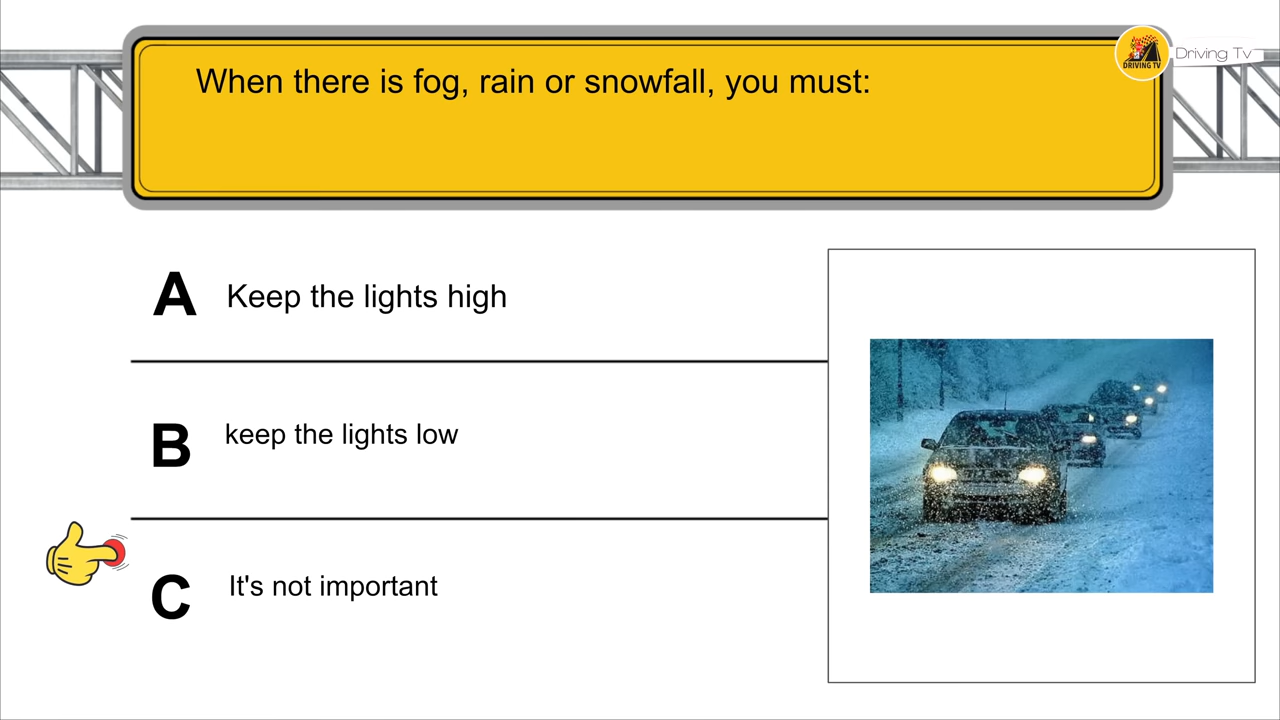 When there is fog, rain or snowfall, you must:
DRIVING TV
Driving Tv
A Keep the lights high
B keep the lights low
C It's not important